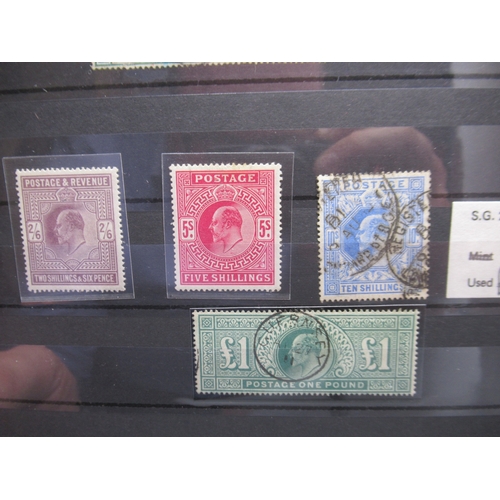 POSTAGE & REVENUE
2/6 2/6
TWO SHILLINGS & SIX PENCE
POSTAGE
5S 5S
FIVE SHILLINGS
POSTAGE
REGISTERED
TEN SHILLINGS
S.G.
Mint
Used
£1 £1
POSTAGE ONE POUND